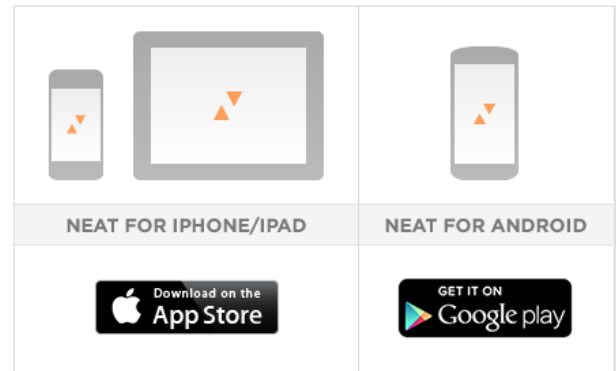 NEAT FOR IPHONE/IPAD
NEAT FOR ANDROID
Download on the
App Store
GET IT ON
Google play